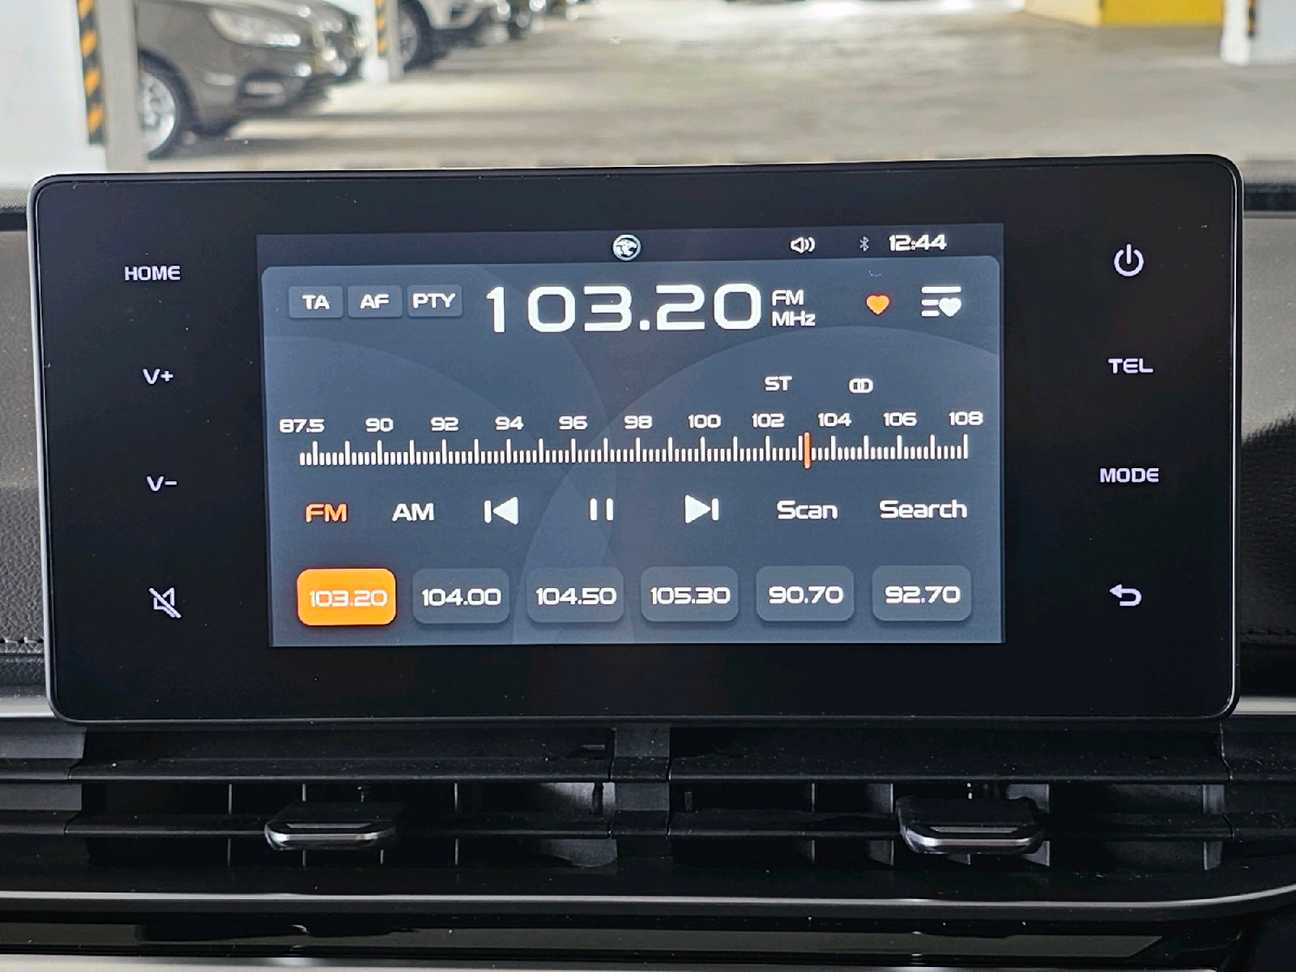 12:44
HOME
V+
V-
TA AF PTY 103.20 FM MHz
ST
87.5 90 92 94 96 98 100 102 104 106 108
FM AM Scan Search
103.20 104.00 104.50 105.30 90.70 92.70
TEL
MODE